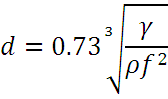 d = 0.73 ∛(γ / ρf²)